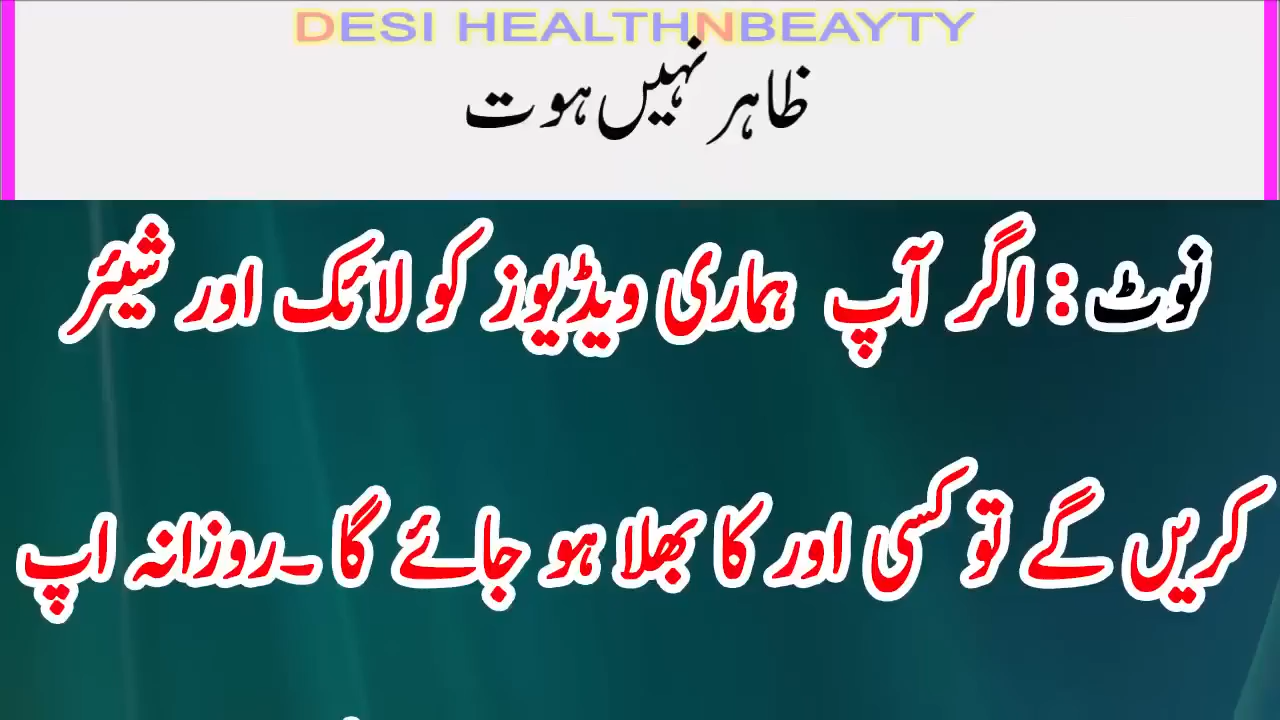 DESI HEALTHNBEAYTY
ظاہر نہیں ہوت
نوٹ : اگر آپ ہماری ویڈیوز کو لائک اور شیئر
کریں گے تو کسی اور کا بھلا ہو جائے گا ۔روزانہ اپ